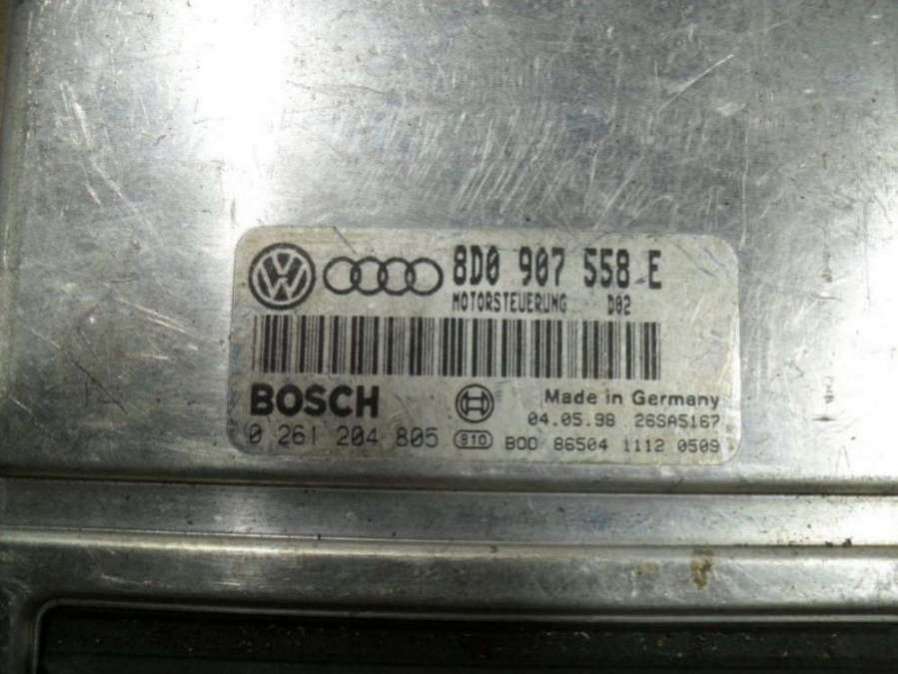 8D0 907 558 E
MOTORSTEUERUNG D02
BOSCH
Made in Germany
04.05.98 26SA5167
0 261 204 805 810 B00 86504 1112 0509